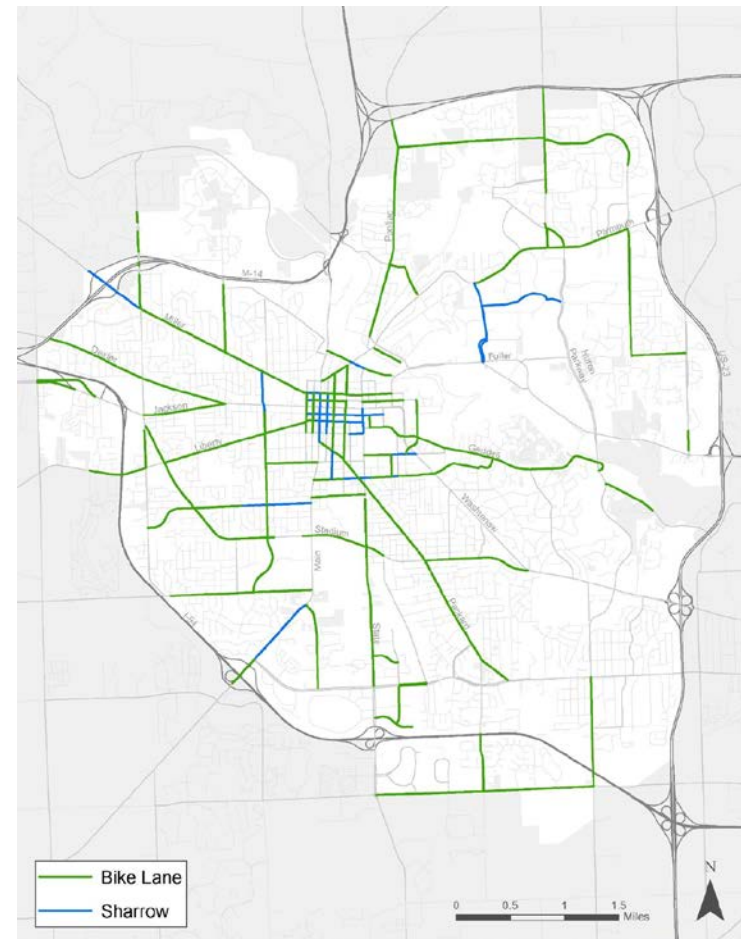 Pontiac
Plymouth
M-14
Miller
US-23
Huron
Parkway
Fuller
Dexter
Jackson
Liberty
Geddes
Washtenaw
Stadium
Main
Packard
State
I-94
Bike Lane
Sharrow
N
0 0.5 1 1.5
Miles